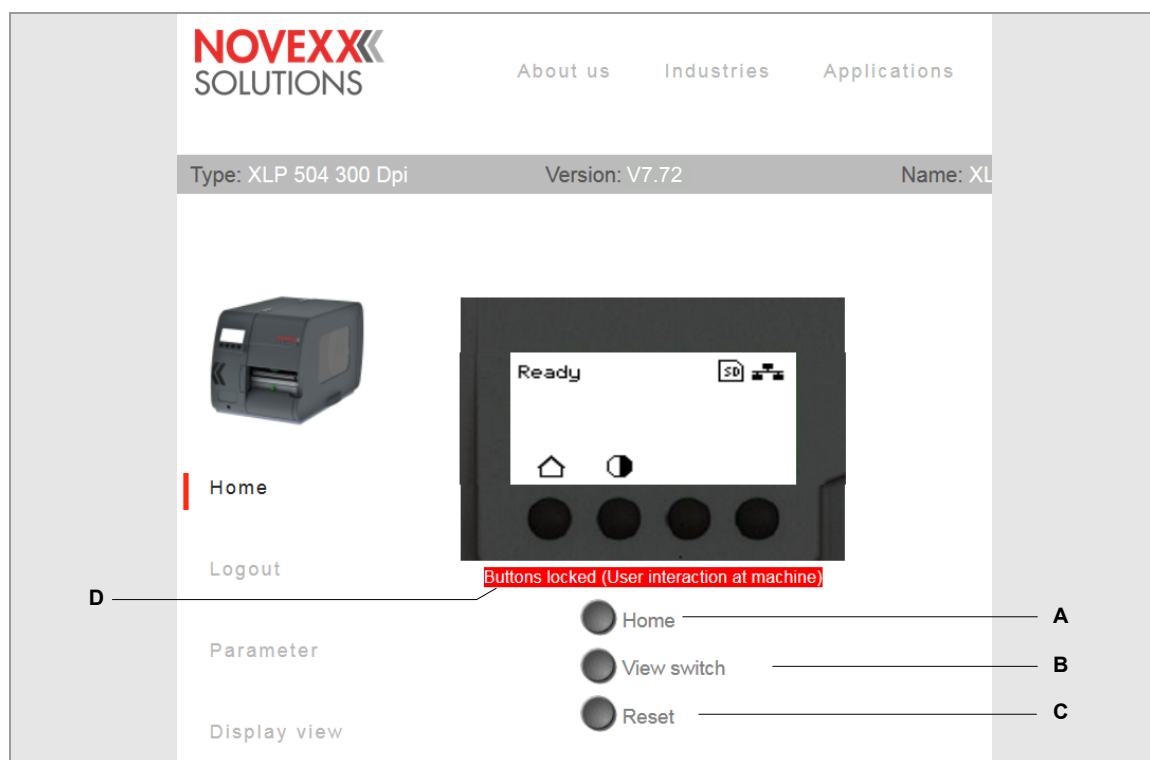 NOVEXX
SOLUTIONS
About us Industries Applications
Type: XLP 504 300 Dpi Version: V7.72 Name: XL
Ready SD
Home
Logout
Buttons locked (User interaction at machine)
D
Home A
Parameter
View switch B
Reset C
Display view